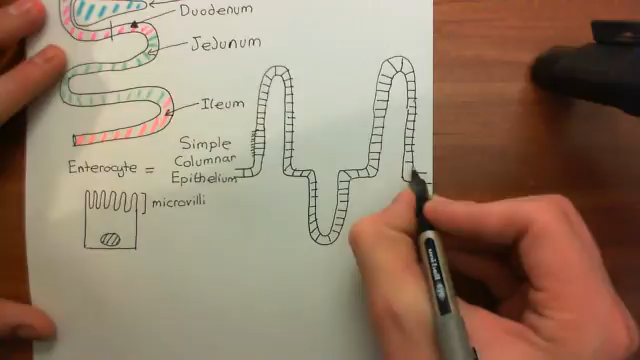 Duodenum
Jejunum
Ileum
Enterocyte = Simple
Columnar
Epithelium
microvilli